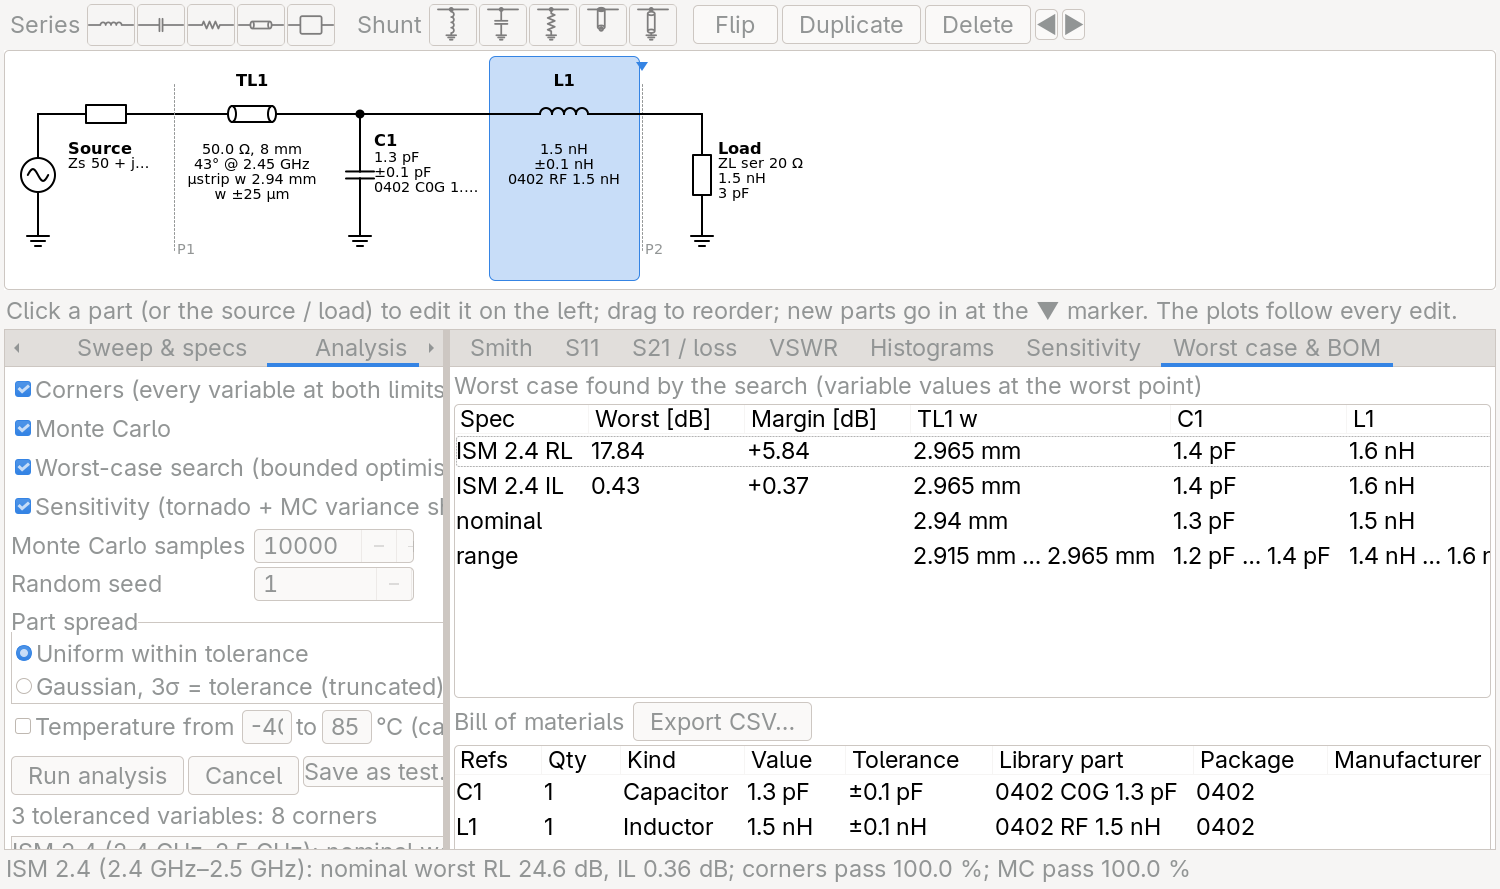 Series Shunt Flip Duplicate Delete
TL1 L1
Source
Zs 50 + j...
50.0 Ω, 8 mm
43° @ 2.45 GHz
µstrip w 2.94 mm
w ±25 µm
C1
1.3 pF
±0.1 pF
0402 C0G 1....
1.5 nH
±0.1 nH
0402 RF 1.5 nH
Load
ZL ser 20 Ω
1.5 nH
3 pF
P1 P2
Click a part (or the source / load) to edit it on the left; drag to reorder; new parts go in at the ▼ marker. The plots follow every edit.
Sweep & specs Analysis
Corners (every variable at both limits
Monte Carlo
Worst-case search (bounded optimis
Sensitivity (tornado + MC variance sh
Monte Carlo samples 10000
Random seed 1
Part spread
Uniform within tolerance
Gaussian, 3σ = tolerance (truncated)
Temperature from -40 to 85 °C (ca
Run analysis Cancel Save as test.
3 toleranced variables: 8 corners
ISM 2.4 (2.4 GHz–2.5 GHz): nominal w
Smith S11 S21 / loss VSWR Histograms Sensitivity Worst case & BOM
Worst case found by the search (variable values at the worst point)
Spec Worst [dB] Margin [dB] TL1 w C1 L1
ISM 2.4 RL 17.84 +5.84 2.965 mm 1.4 pF 1.6 nH
ISM 2.4 IL 0.43 +0.37 2.965 mm 1.4 pF 1.6 nH
nominal 2.94 mm 1.3 pF 1.5 nH
range 2.915 mm ... 2.965 mm 1.2 pF ... 1.4 pF 1.4 nH ... 1.6 n
Bill of materials Export CSV...
Refs Qty Kind Value Tolerance Library part Package Manufacturer
C1 1 Capacitor 1.3 pF ±0.1 pF 0402 C0G 1.3 pF 0402
L1 1 Inductor 1.5 nH ±0.1 nH 0402 RF 1.5 nH 0402
ISM 2.4 (2.4 GHz–2.5 GHz): nominal worst RL 24.6 dB, IL 0.36 dB; corners pass 100.0 %; MC pass 100.0 %